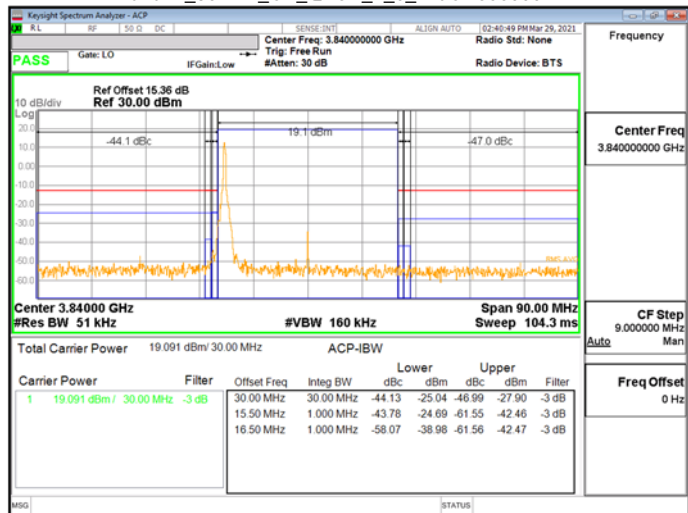 Keysight Spectrum Analyzer - ACP
RL RF 50 Ω DC SENSE:INT ALIGN AUTO 02:40:49 PM Mar 29, 2021
Center Freq: 3.840000000 GHz Radio Std: None
Trig: Free Run
PASS Gate: LO IFGain:Low #Atten: 30 dB Radio Device: BTS
Frequency
Ref Offset 15.36 dB
10 dB/div Ref 30.00 dBm
Log
20.0
10.0
0.00
-10.0
-20.0
-30.0
-40.0
-50.0
-60.0
-44.1 dBc 19.1 dBm -47.0 dBc
Center 3.84000 GHz Span 90.00 MHz
#Res BW 51 kHz #VBW 160 kHz Sweep 104.3 ms
Total Carrier Power 19.091 dBm/ 30.00 MHz ACP-IBW
Lower Upper
Carrier Power Filter Offset Freq Integ BW dBc dBm dBc dBm Filter
1 19.091 dBm / 30.00 MHz -3 dB 30.00 MHz 30.00 MHz -44.13 -25.04 -46.99 -27.90 -3 dB
15.50 MHz 1.000 MHz -43.78 -24.69 -61.55 -42.46 -3 dB
16.50 MHz 1.000 MHz -58.07 -38.98 -61.56 -42.47 -3 dB
Center Freq
3.840000000 GHz
CF Step
9.000000 MHz
Auto Man
Freq Offset
0 Hz
MSG STATUS